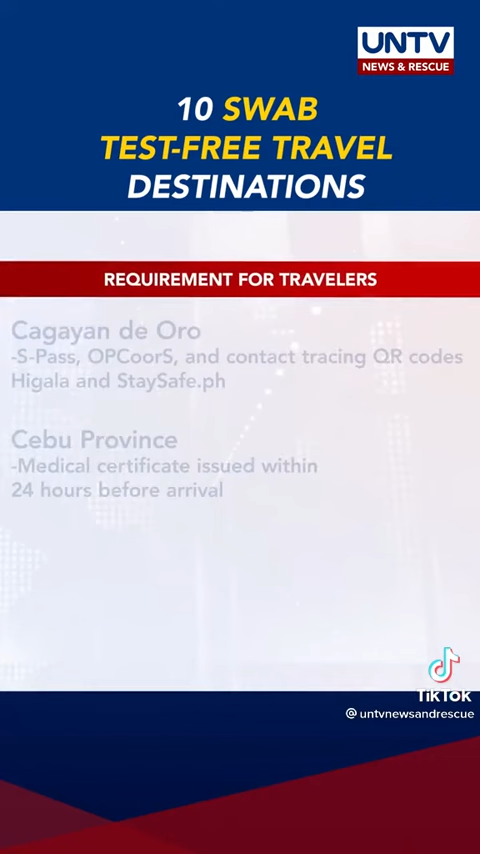 UNTV
NEWS & RESCUE
10 SWAB
TEST-FREE TRAVEL
DESTINATIONS
REQUIREMENT FOR TRAVELERS
Cagayan de Oro
-S-Pass, OPCoorS, and contact tracing QR codes
Higala and StaySafe.ph
Cebu Province
-Medical certificate issued within
24 hours before arrival
TikTok
@ untvnewsandrescue